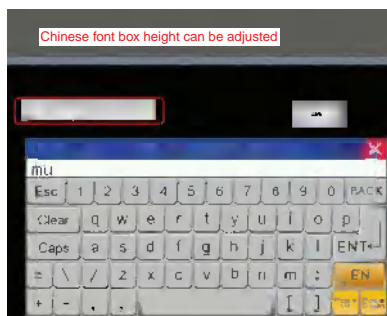 Chinese font box height can be adjusted
mu
Esc 1 2 3 4 5 6 7 8 9 0 BACK
Clear q w e r t y u i o p
Caps a s d f g h j k l ENT←
= \ / z x c v b n m : EN
+ - . , [ ]